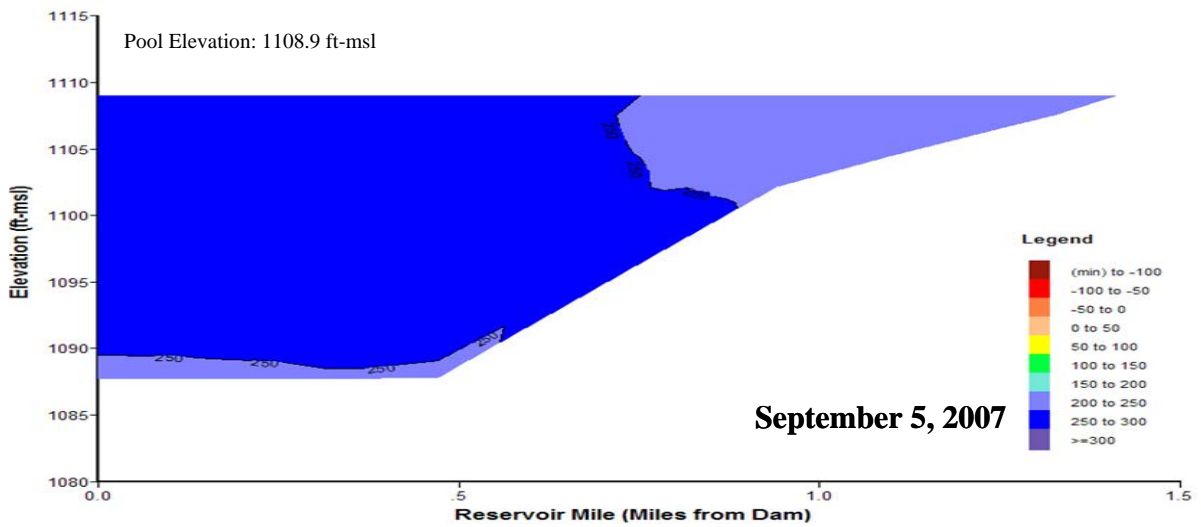 1115
Pool Elevation: 1108.9 ft-msl
1110
1105
1100
1095
1090
1085
1080
Elevation (ft-msl)
250
250
250
250
250
250
0.0
.5
1.0
1.5
Reservoir Mile (Miles from Dam)
September 5, 2007
Legend
(min) to -100
-100 to -50
-50 to 0
0 to 50
50 to 100
100 to 150
150 to 200
200 to 250
250 to 300
>=300